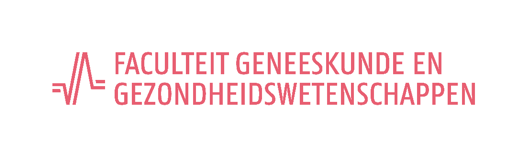 FACULTEIT GENEESKUNDE EN
GEZONDHEIDSWETENSCHAPPEN